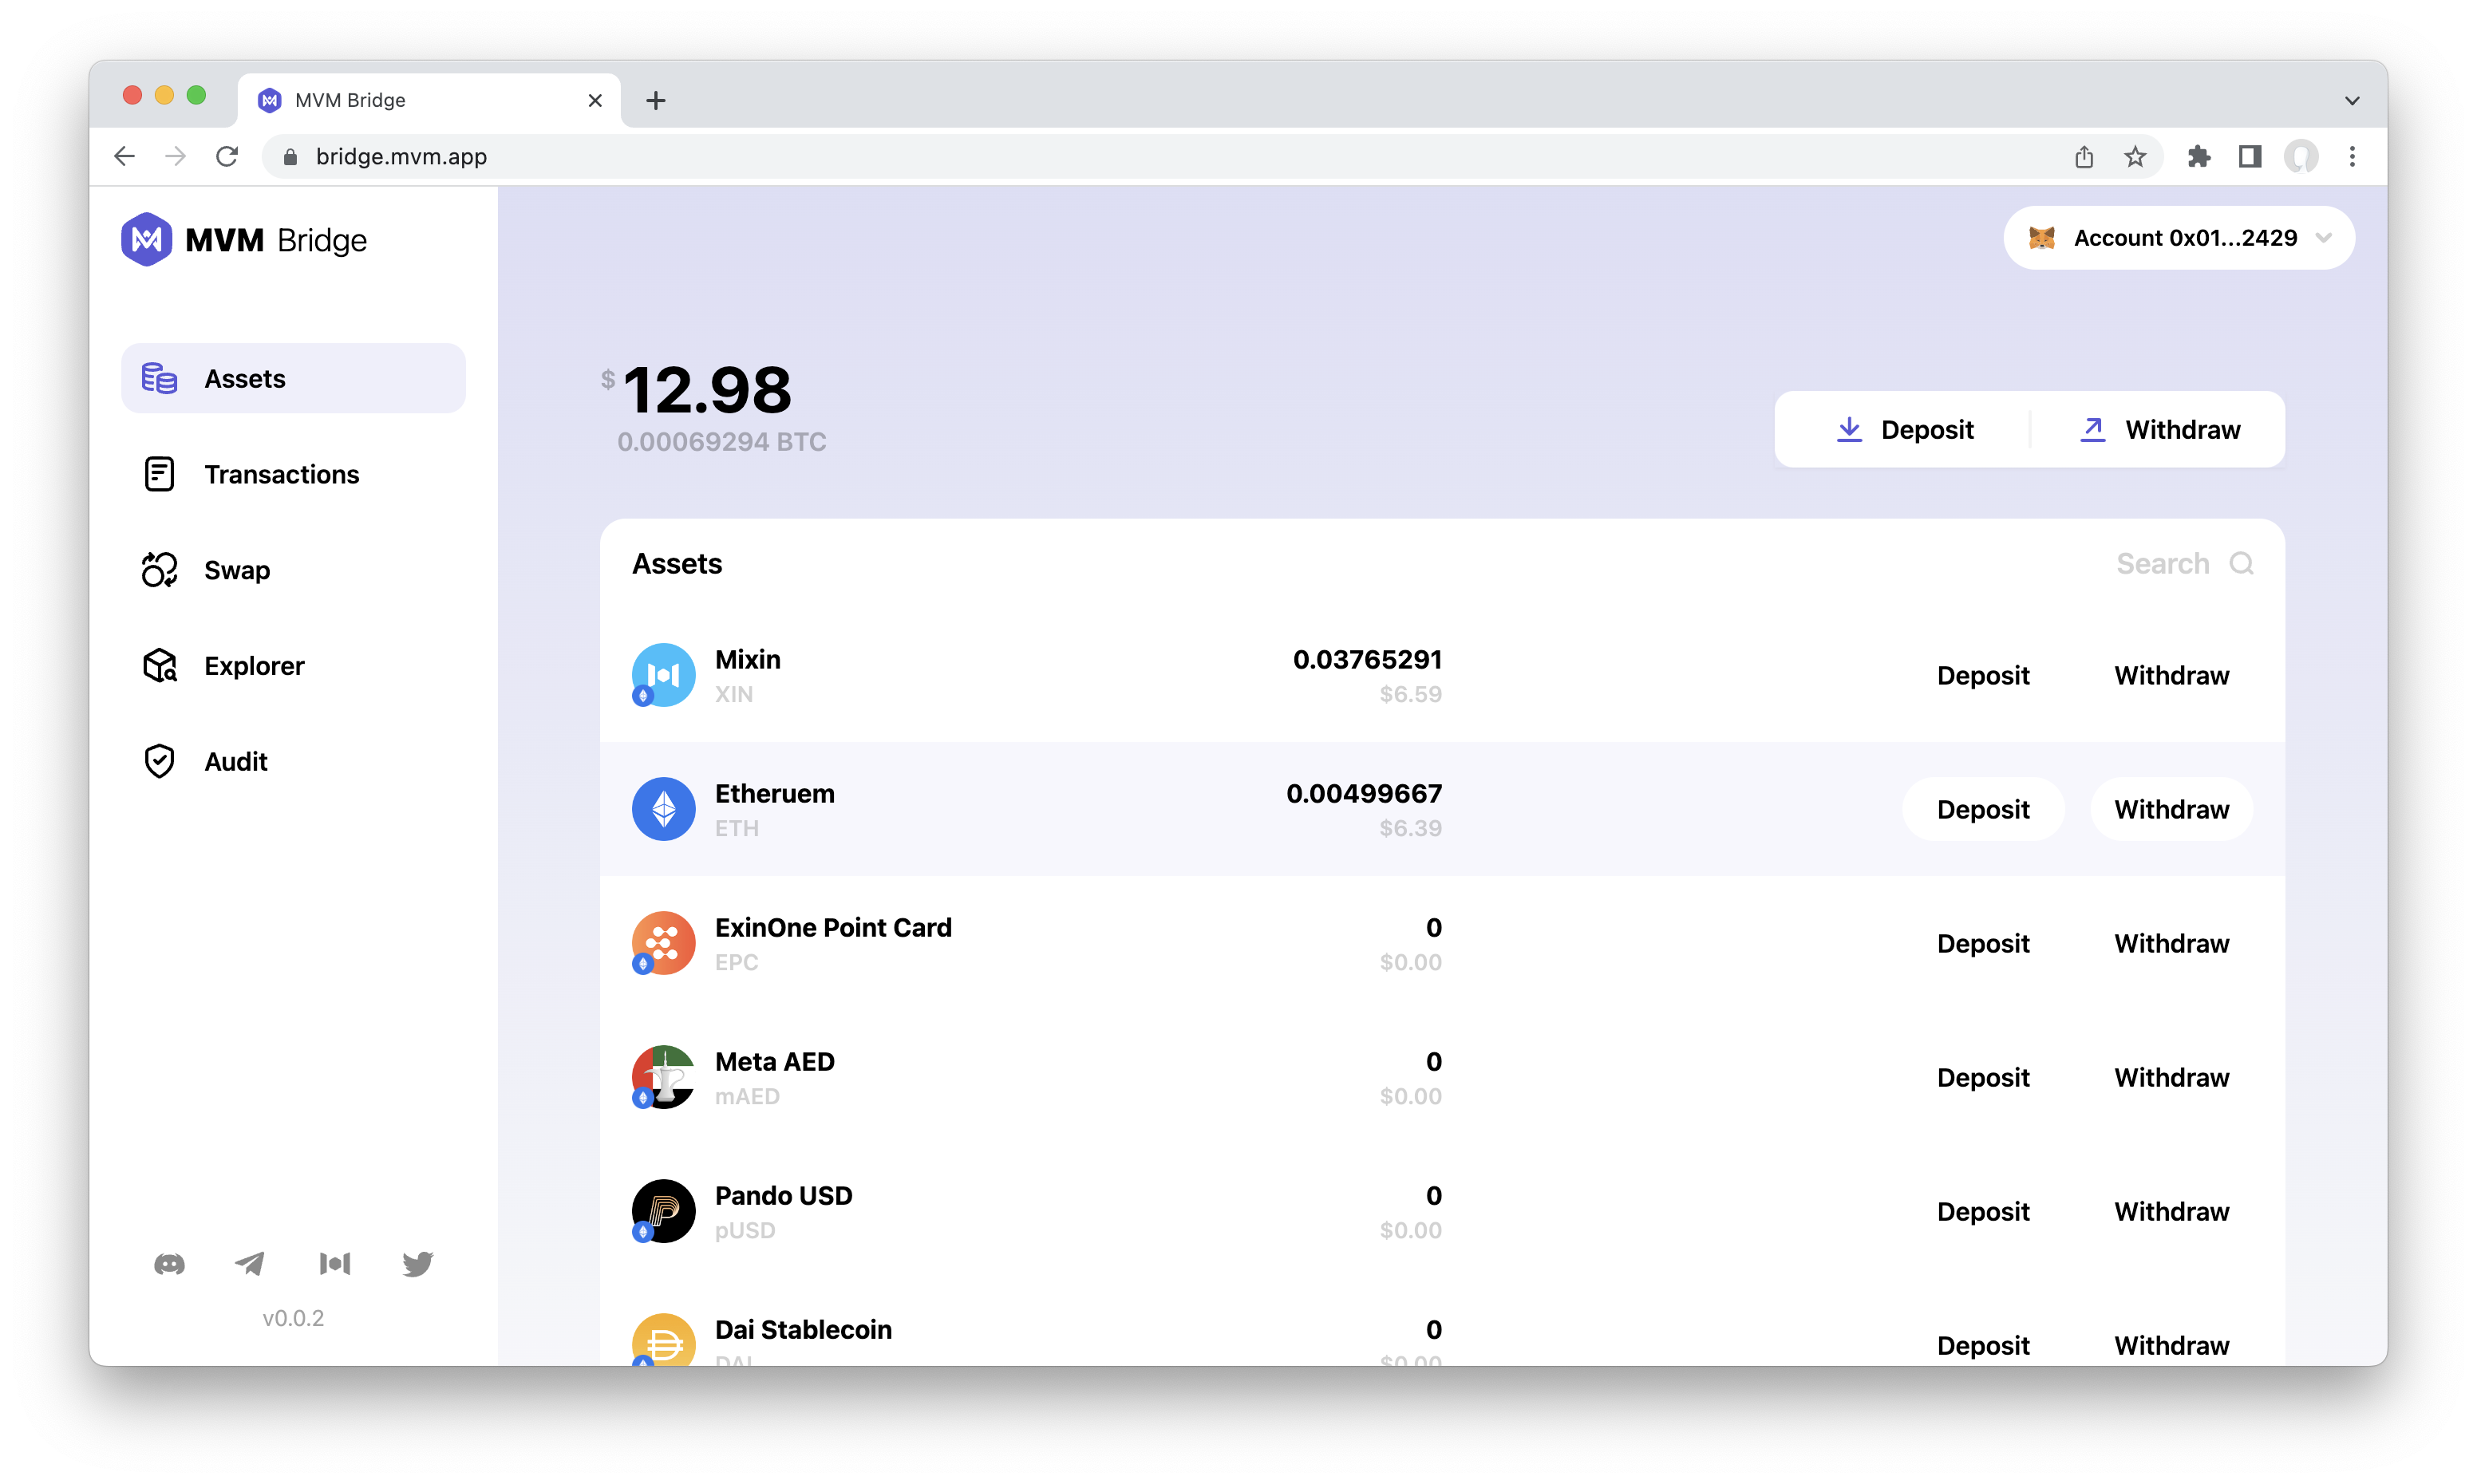 MVM Bridge
bridge.mvm.app
MVM Bridge
Account 0x01...2429
Assets
Transactions
Swap
Explorer
Audit
v0.0.2
$12.98
0.00069294 BTC
Deposit
Withdraw
Assets
Search
Mixin
XIN
0.03765291
$6.59
Deposit
Withdraw
Etheruem
ETH
0.00499667
$6.39
Deposit
Withdraw
ExinOne Point Card
EPC
0
$0.00
Deposit
Withdraw
Meta AED
mAED
0
$0.00
Deposit
Withdraw
Pando USD
pUSD
0
$0.00
Deposit
Withdraw
Dai Stablecoin
DAI
0
$0.00
Deposit
Withdraw